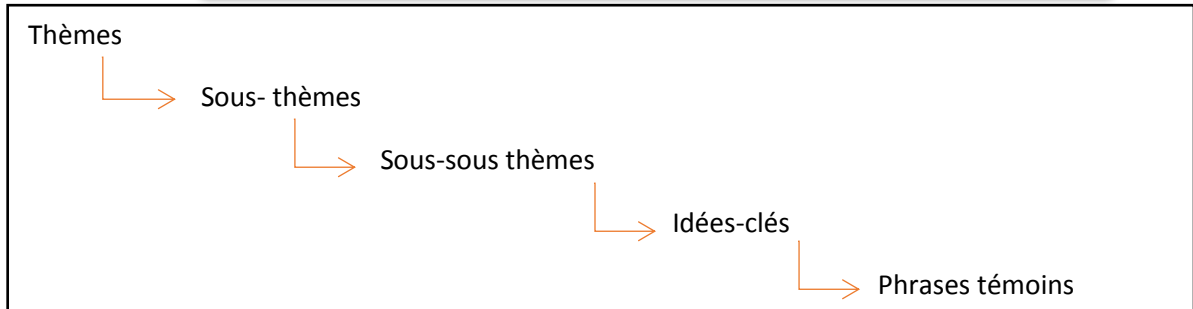 Thèmes
Sous- thèmes
Sous-sous thèmes
Idées-clés
Phrases témoins